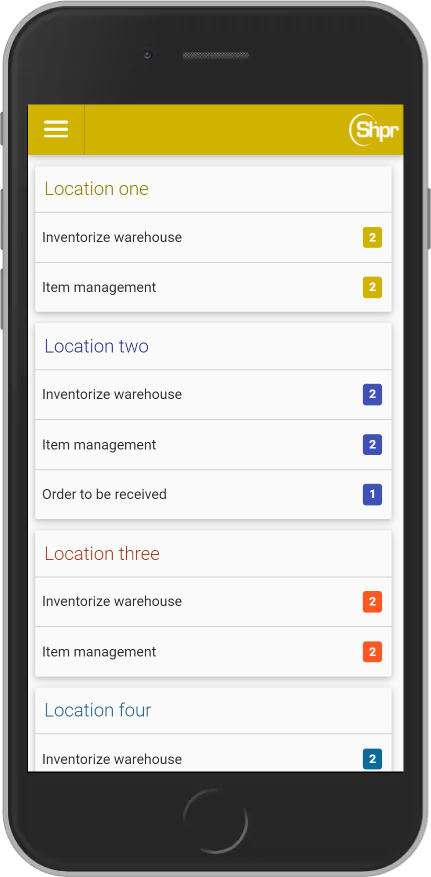 Shpr
Location one
Inventorize warehouse 2
Item management 2
Location two
Inventorize warehouse 2
Item management 2
Order to be received 1
Location three
Inventorize warehouse 2
Item management 2
Location four
Inventorize warehouse 2